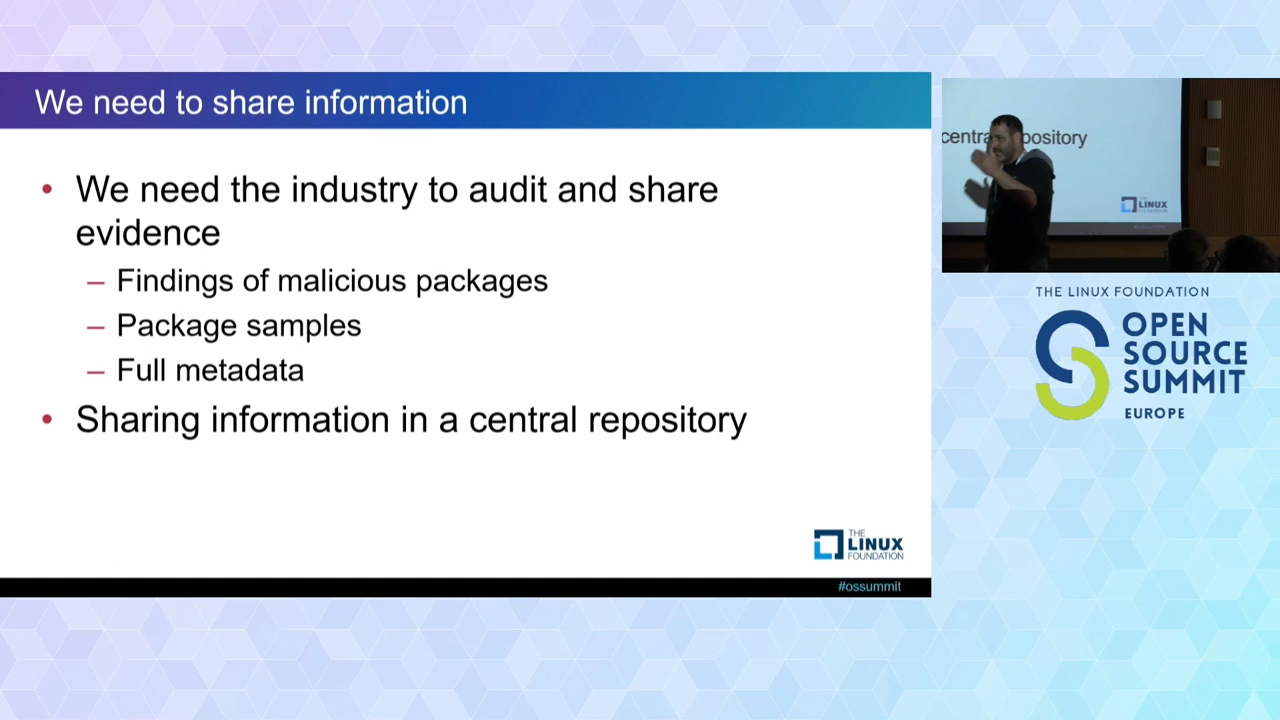 We need to share information
• We need the industry to audit and share
evidence
– Findings of malicious packages
– Package samples
– Full metadata
• Sharing information in a central repository
THE
LINUX
FOUNDATION
#ossummit
central repository
LINUX
THE LINUX FOUNDATION
OPEN
SOURCE
SUMMIT
EUROPE